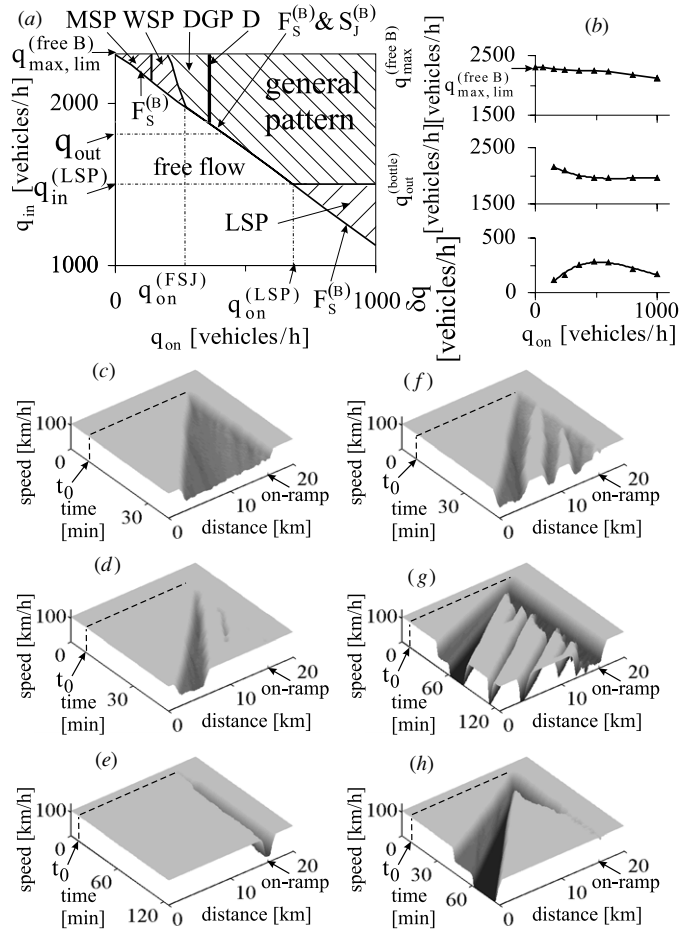 (a) MSP WSP DGP D F_S^(B) & S_J^(B)
q_max, lim^(free B)
2000
F_S^(B)
general
pattern
q_out
free flow
q_in^(LSP)
q_in [vehicles/h]
LSP
1000
0 q_on^(FSJ) q_on^(LSP) F_S^(B) 1000
q_on [vehicles/h]
(b)
q_max^(free B) [vehicles/h]
q_max, lim^(free B)
2500
1500
q_out^(bottle) [vehicles/h]
2500
1500
δq [vehicles/h]
500
0
0 1000
q_on [vehicles/h]
(c)
speed [km/h]
100
0
t_0
time
[min]
30
0
10
20
on-ramp
distance [km]
(f)
speed [km/h]
100
0
t_0
time
[min]
30
0
10
20
on-ramp
distance [km]
(d)
speed [km/h]
100
0
t_0
time
[min]
30
0
10
20
on-ramp
distance [km]
(g)
speed [km/h]
100
0
t_0
time
[min]
60
120
0
10
20
on-ramp
distance [km]
(e)
speed [km/h]
100
0
t_0
time
[min]
60
120
0
10
20
on-ramp
distance [km]
(h)
speed [km/h]
100
0
t_0
time
[min]
30
60
0
10
20
on-ramp
distance [km]